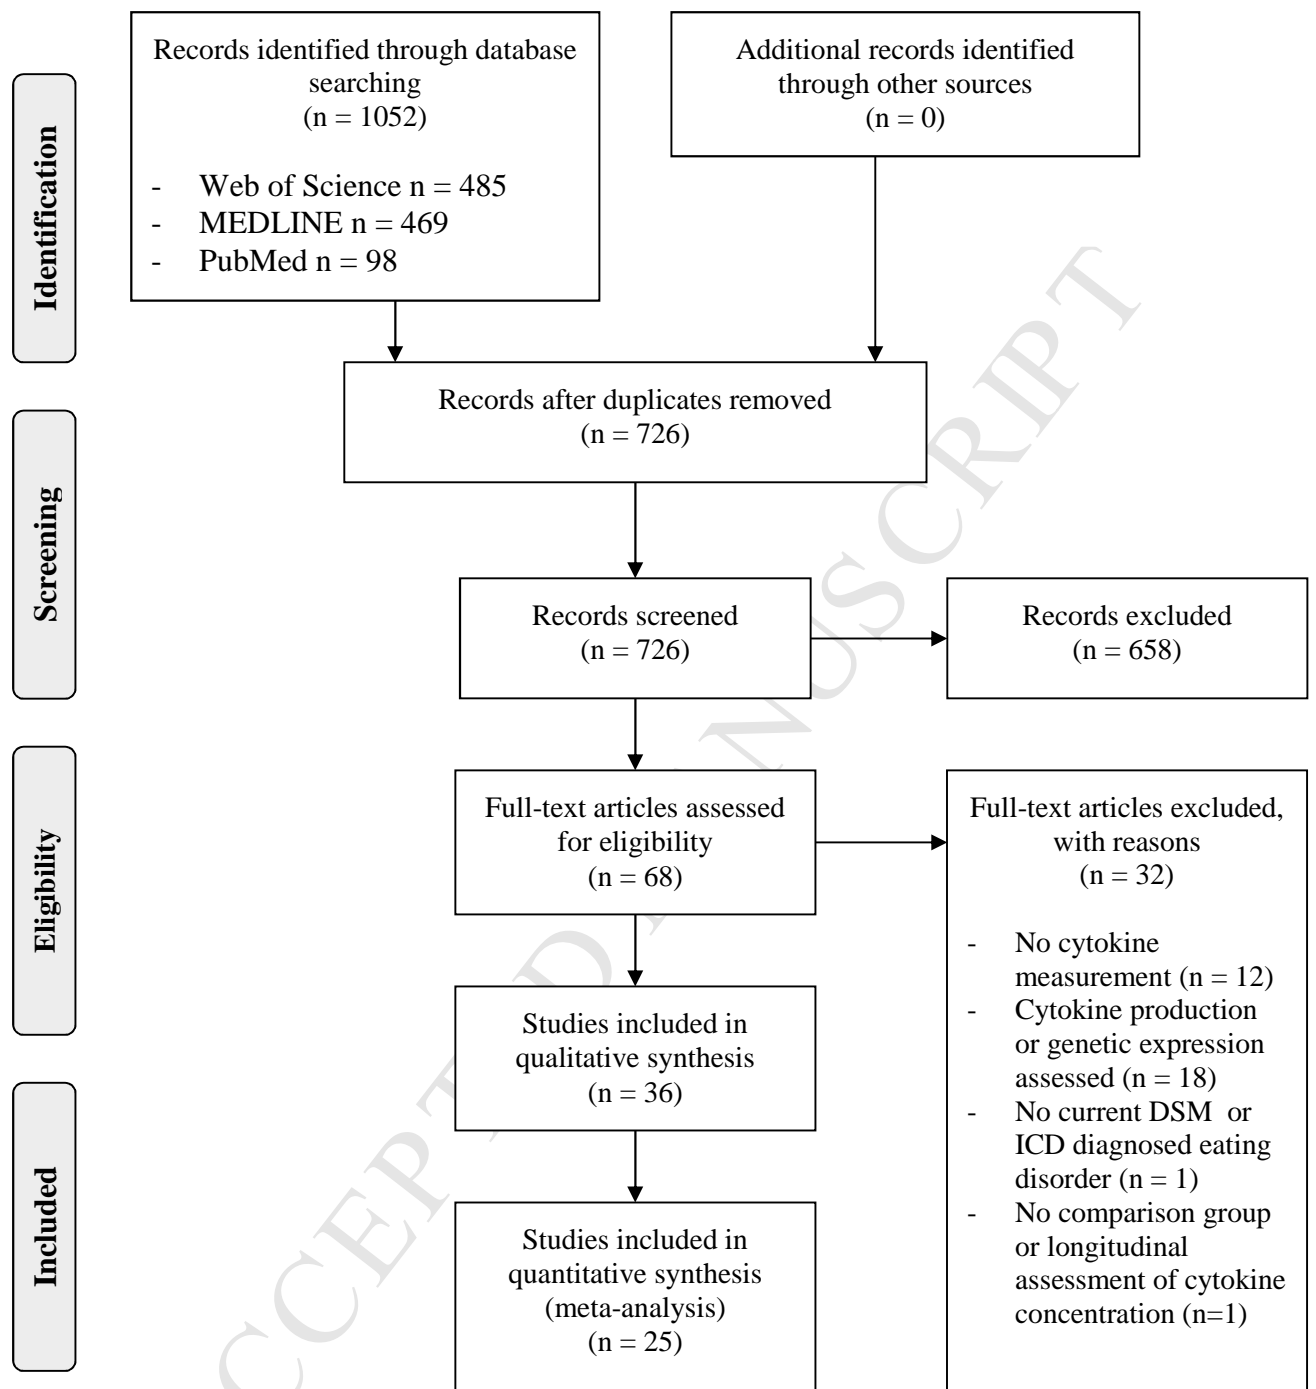 Records identified through database
searching
(n = 1052)
- Web of Science n = 485
- MEDLINE n = 469
- PubMed n = 98
Additional records identified
through other sources
(n = 0)
Identification
Records after duplicates removed
(n = 726)
Screening
Records screened
(n = 726)
Records excluded
(n = 658)
Eligibility
Full-text articles assessed
for eligibility
(n = 68)
Full-text articles excluded,
with reasons
(n = 32)
- No cytokine
measurement (n = 12)
- Cytokine production
or genetic expression
assessed (n = 18)
- No current DSM or
ICD diagnosed eating
disorder (n = 1)
- No comparison group
or longitudinal
assessment of cytokine
concentration (n=1)
Studies included in
qualitative synthesis
(n = 36)
Included
Studies included in
quantitative synthesis
(meta-analysis)
(n = 25)
CCEPTED MANUSCRIPT